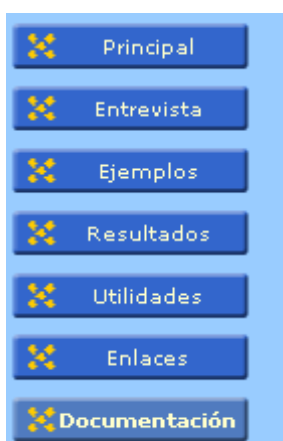 Principal
Entrevista
Ejemplos
Resultados
Utilidades
Enlaces
Documentación